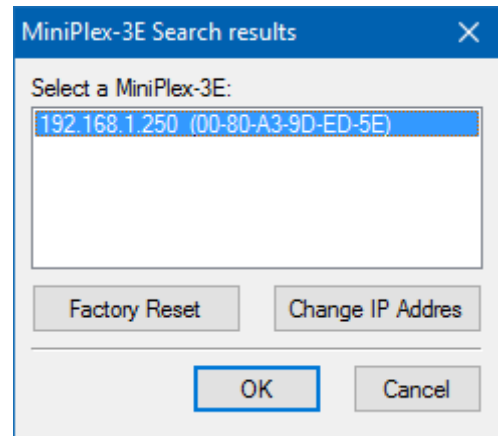 MiniPlex-3E Search results
Select a MiniPlex-3E:
192.168.1.250 (00-80-A3-9D-ED-5E)
Factory Reset
Change IP Addres
OK
Cancel